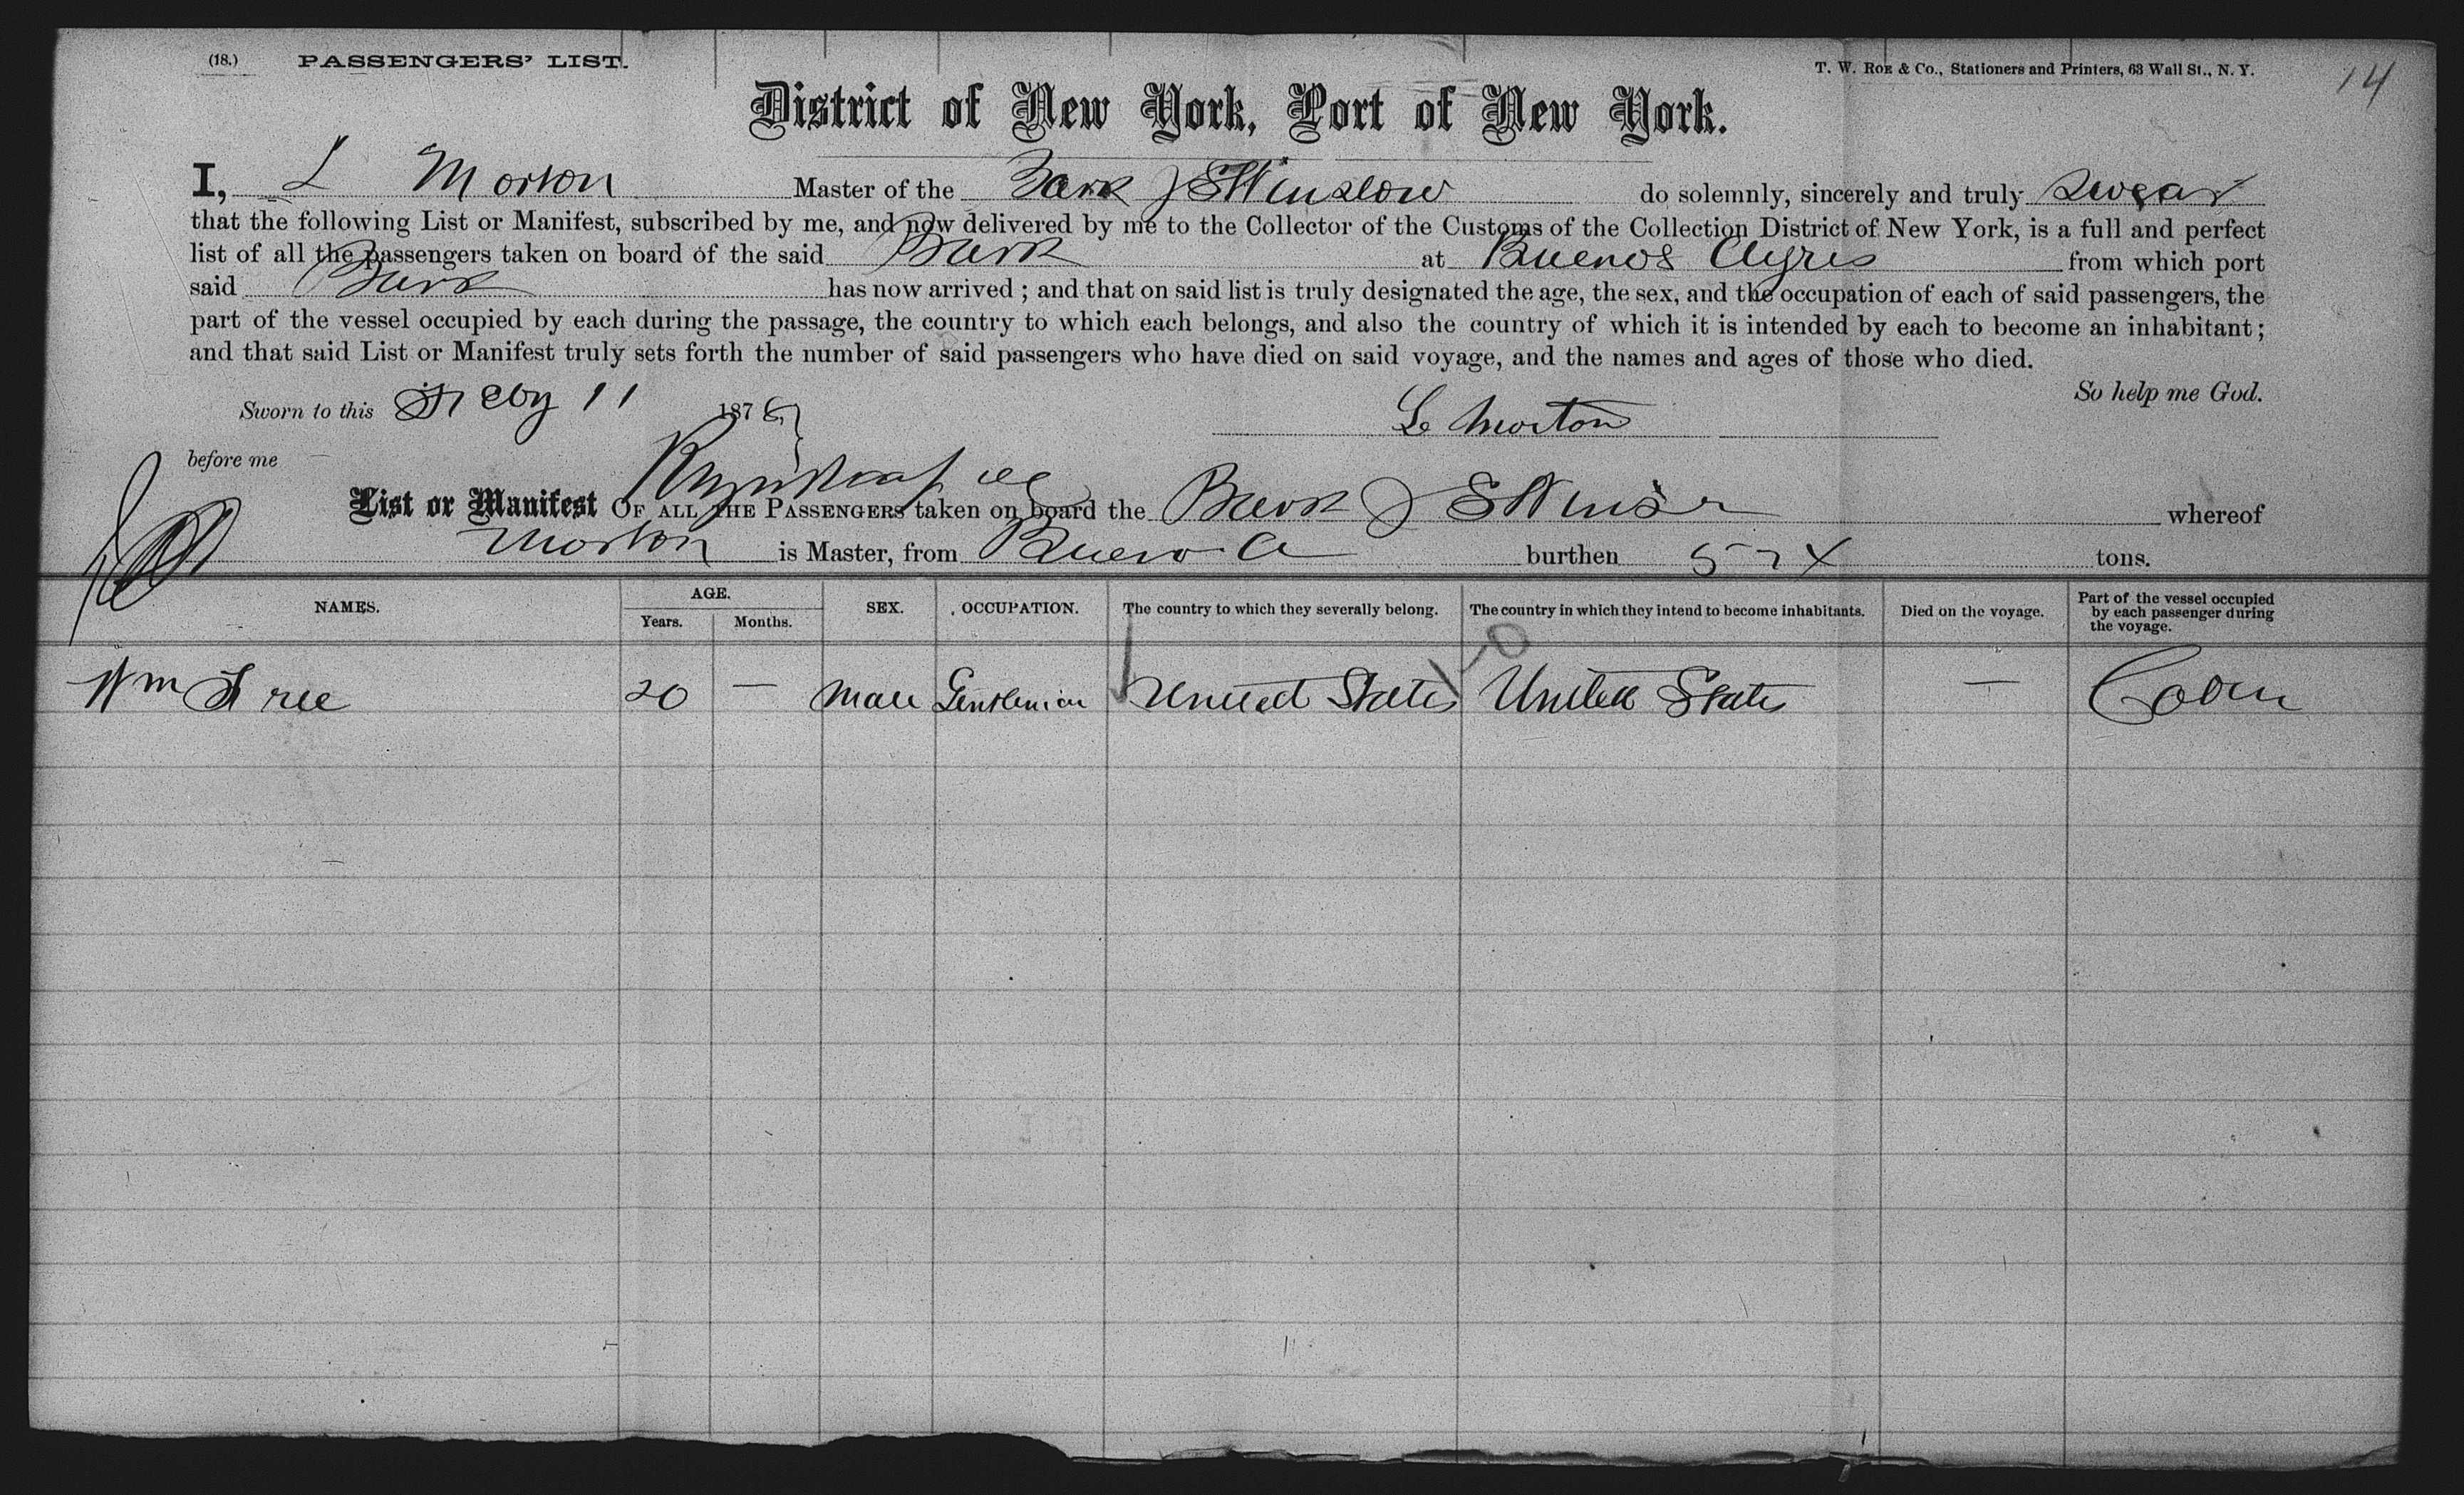 (18.) PASSENGERS' LIST.
T. W. Roe & Co., Stationers and Printers, 63 Wall St., N. Y.
14
District of New York, Port of New York.
I, L Morton Master of the Bark J S Winslow do solemnly, sincerely and truly swear
that the following List or Manifest, subscribed by me, and now delivered by me to the Collector of the Customs of the Collection District of New York, is a full and perfect
list of all the passengers taken on board of the said Bark at Buenos Ayres from which port
said Bark has now arrived ; and that on said list is truly designated the age, the sex, and the occupation of each of said passengers, the
part of the vessel occupied by each during the passage, the country to which each belongs, and also the country of which it is intended by each to become an inhabitant ;
and that said List or Manifest truly sets forth the number of said passengers who have died on said voyage, and the names and ages of those who died.
So help me God.
Sworn to this Feby 11 1878
L Morton
before me
List or Manifest OF ALL THE PASSENGERS taken on board the Bark J S Wins whereof
Morton is Master, from Bueno A burthen tons.
NAMES. AGE. Years. Months. SEX. OCCUPATION. The country to which they severally belong. The country in which they intend to become inhabitants. Died on the voyage. Part of the vessel occupied by each passenger during the voyage.
Wm Free 20 — male Gentleman United States United States — Cabin